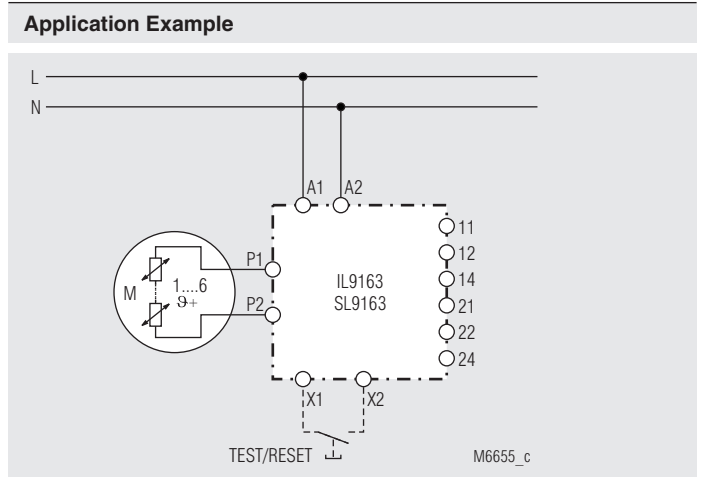 Application Example
L
N
A1 A2
11
12
14
21
22
24
P1
P2
M
1....6
ϑ+
IL9163
SL9163
X1 X2
TEST/RESET
M6655_c